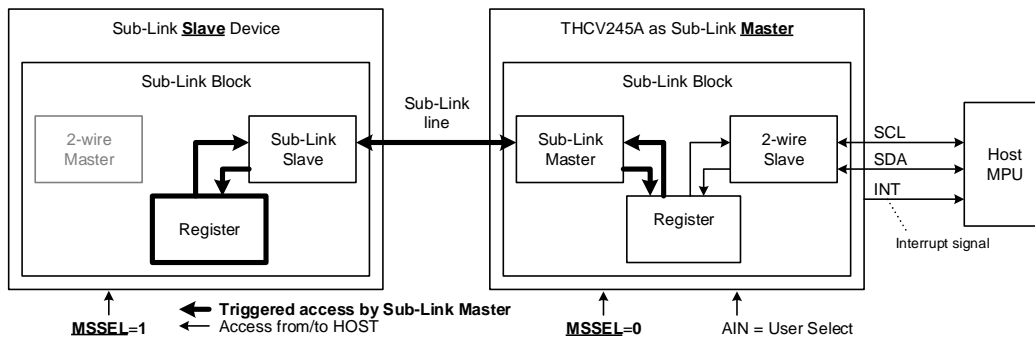 Sub-Link Slave Device
Sub-Link Block
2-wire
Master
Sub-Link
Slave
Register
Sub-Link
line
THCV245A as Sub-Link Master
Sub-Link Block
Sub-Link
Master
2-wire
Slave
Register
SCL
SDA
INT
Host
MPU
Interrupt signal
MSSEL=1
Triggered access by Sub-Link Master
Access from/to HOST
MSSEL=0
AIN = User Select